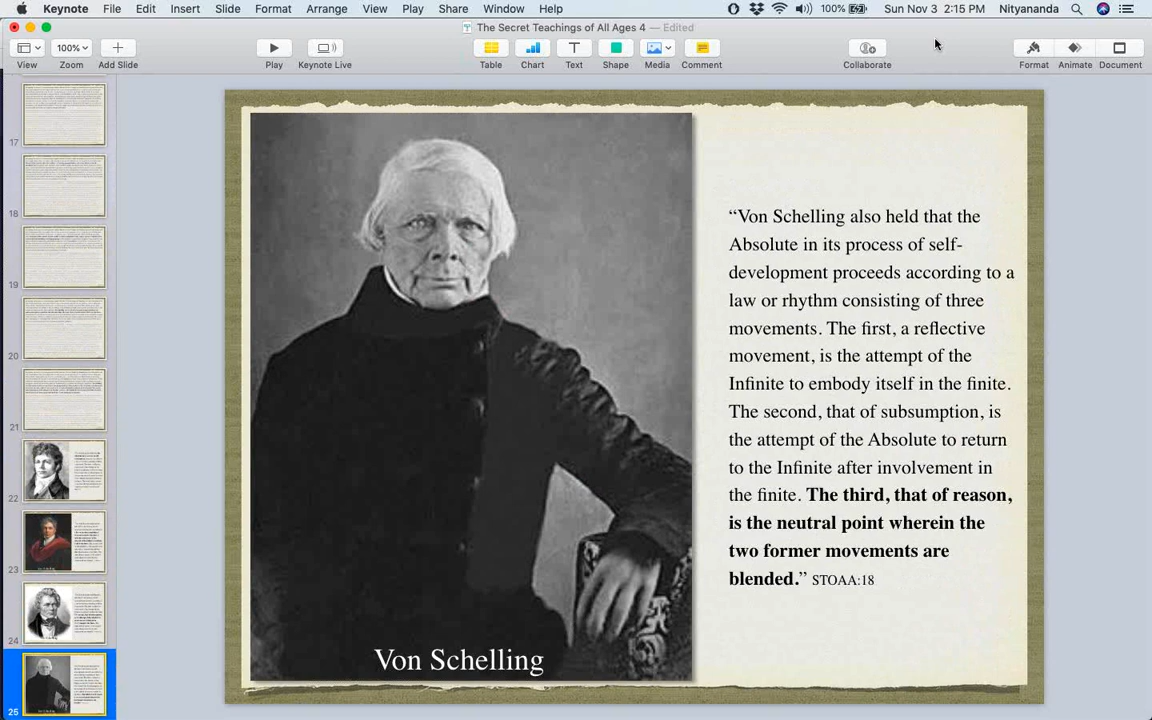 Keynote File Edit Insert Slide Format Arrange View Play Share Window Help 100% Sun Nov 3 2:15 PM Nityananda
The Secret Teachings of All Ages 4 — Edited
100%
View Zoom Add Slide Play Keynote Live Table Chart Text Shape Media Comment Collaborate Format Animate Document
17
18
19
20
21
22
23
24
25
“Von Schelling also held that the
Absolute in its process of self-
development proceeds according to a
law or rhythm consisting of three
movements. The first, a reflective
movement, is the attempt of the
Infinite to embody itself in the finite.
The second, that of subsumption, is
the attempt of the Absolute to return
to the Infinite after involvement in
the finite. The third, that of reason,
is the neutral point wherein the
two former movements are
blended.” STOAA:18
Von Schelling